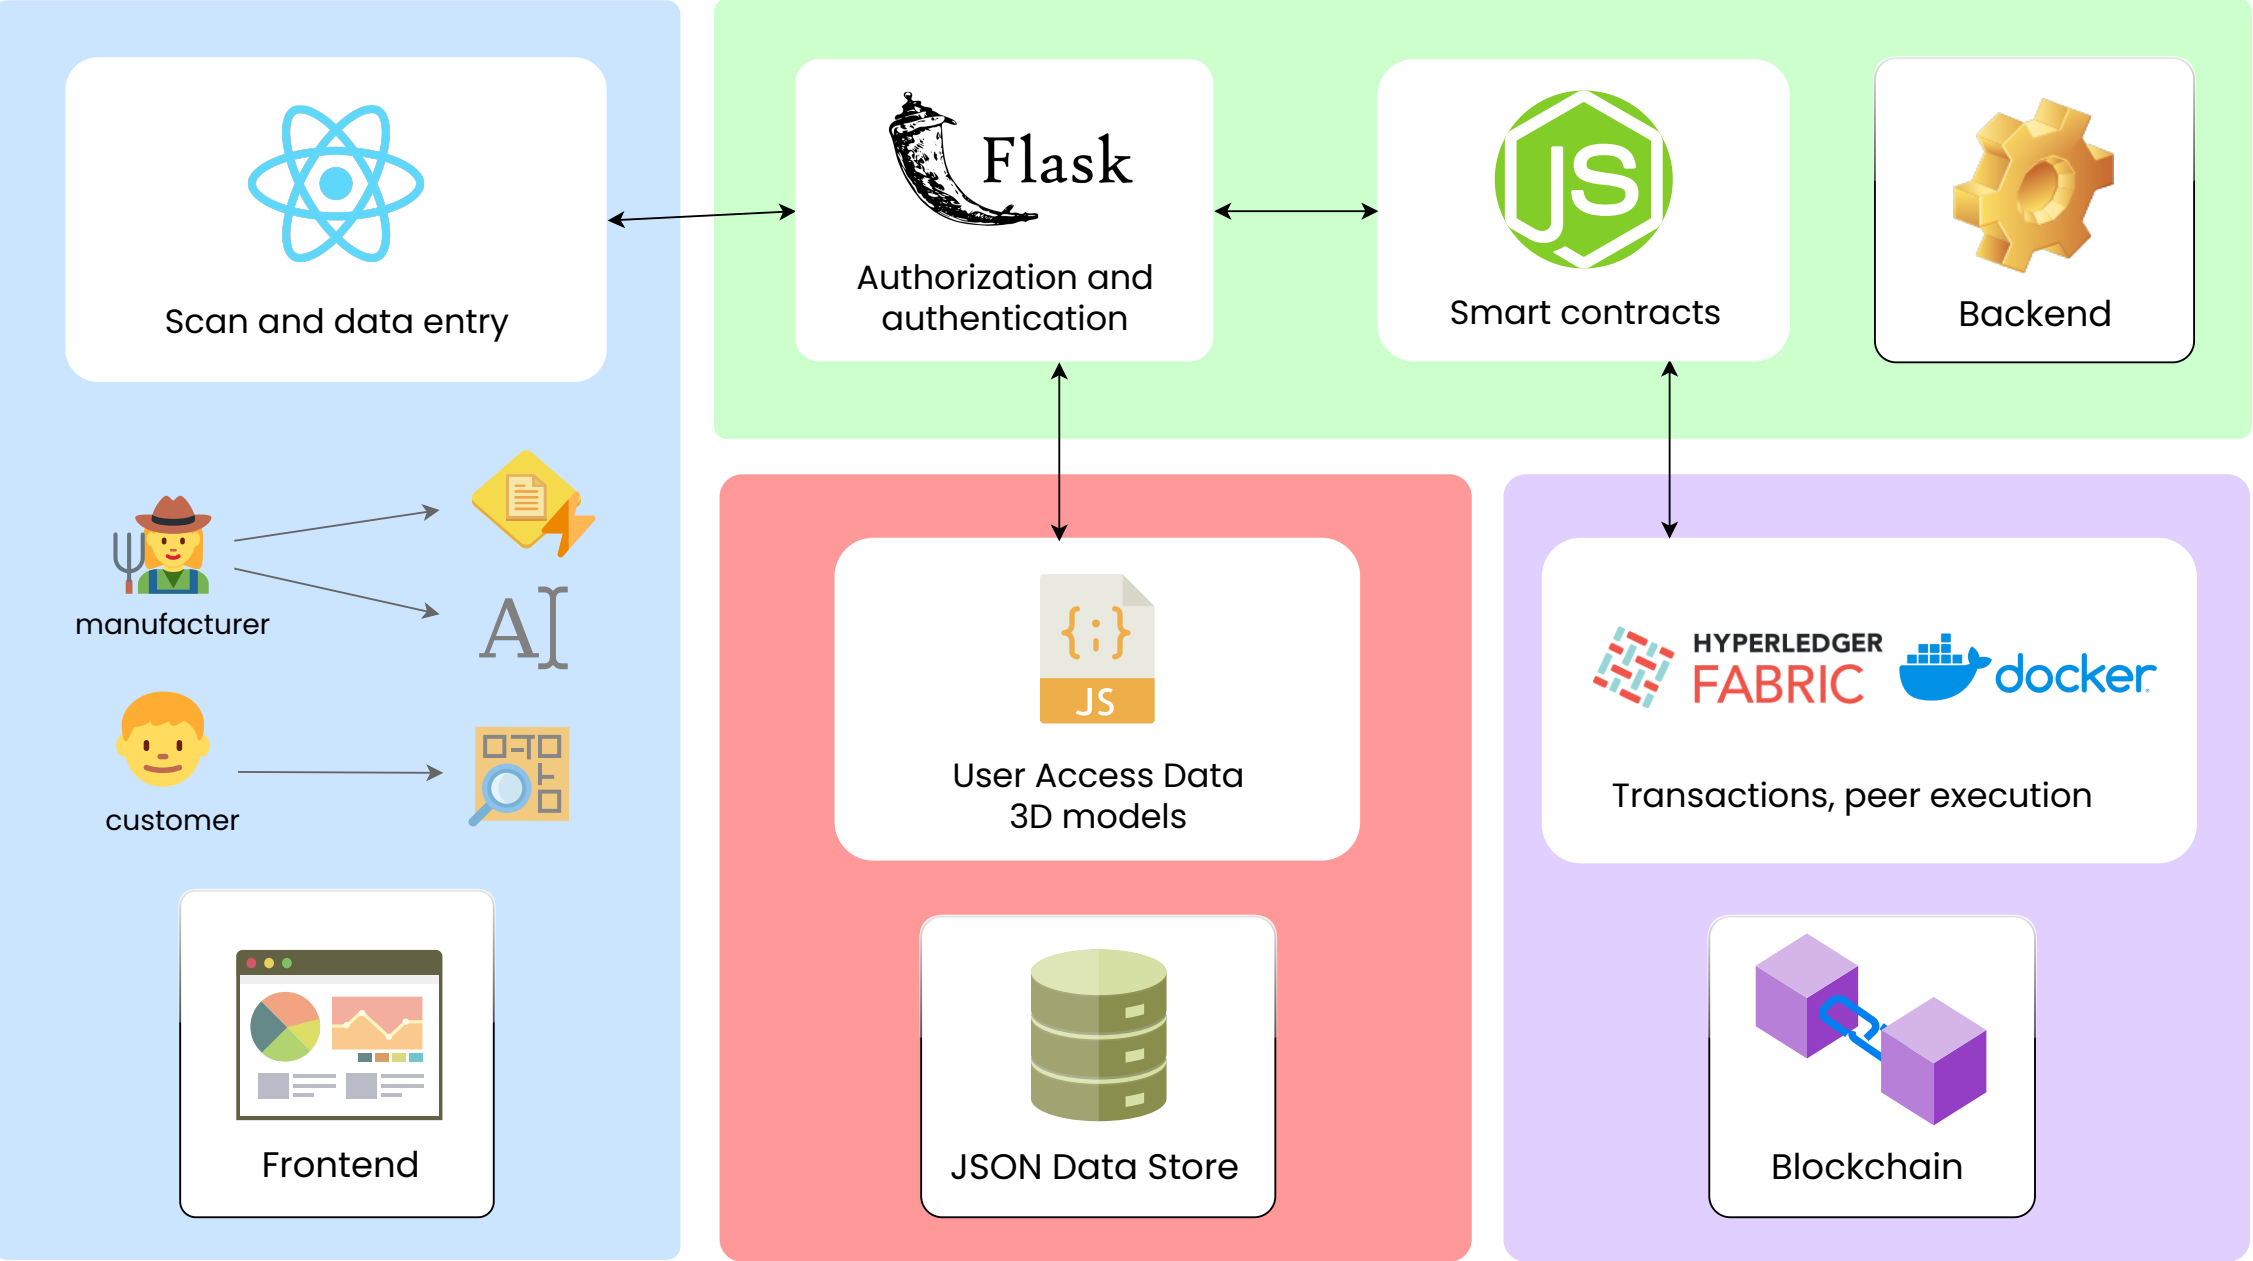 Scan and data entry
Flask
Authorization and
authentication
JS
Smart contracts
Backend
manufacturer
A
customer
Frontend
{;}
JS
User Access Data
3D models
JSON Data Store
HYPERLEDGER
FABRIC
docker
Transactions, peer execution
Blockchain